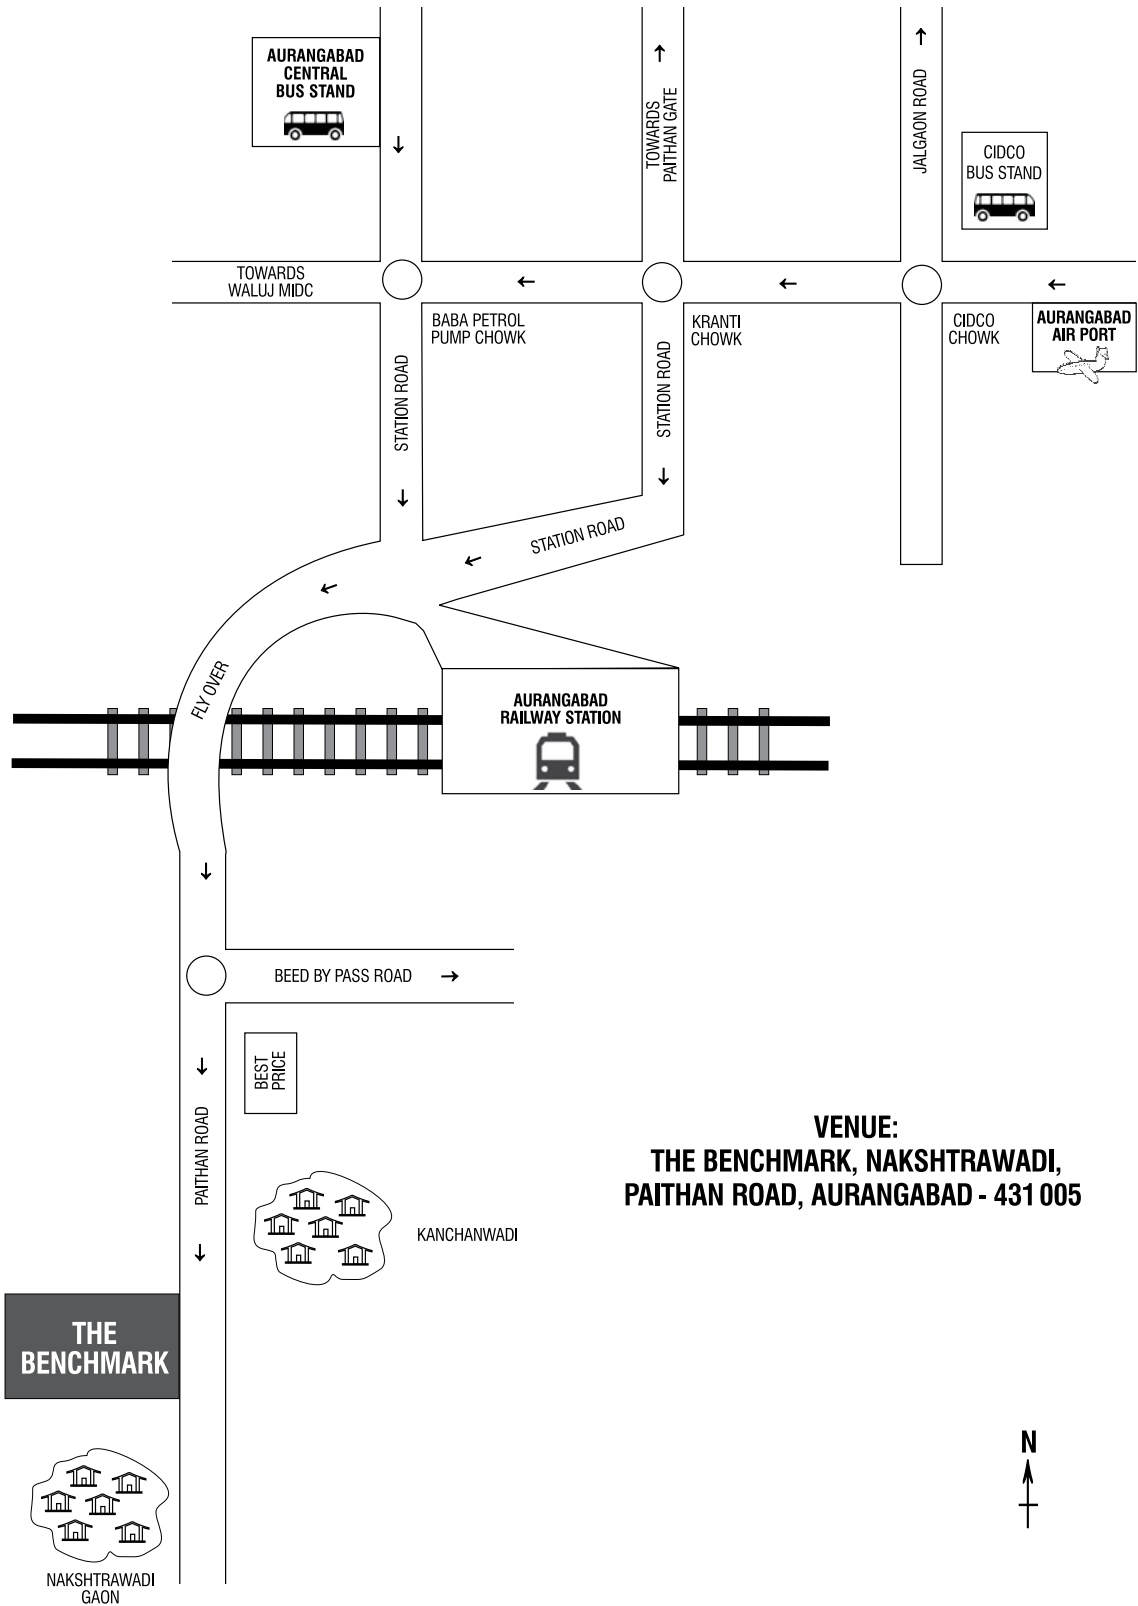 AURANGABAD
CENTRAL
BUS STAND
TOWARDS
PAITHAN GATE
JALGAON ROAD
CIDCO
BUS STAND
TOWARDS
WALUJ MIDC
BABA PETROL
PUMP CHOWK
KRANTI
CHOWK
CIDCO
CHOWK
AURANGABAD
AIR PORT
STATION ROAD
STATION ROAD
STATION ROAD
FLY OVER
AURANGABAD
RAILWAY STATION
BEED BY PASS ROAD
BEST
PRICE
PAITHAN ROAD
VENUE:
THE BENCHMARK, NAKSHTRAWADI,
PAITHAN ROAD, AURANGABAD - 431 005
KANCHANWADI
THE
BENCHMARK
N
NAKSHTRAWADI
GAON